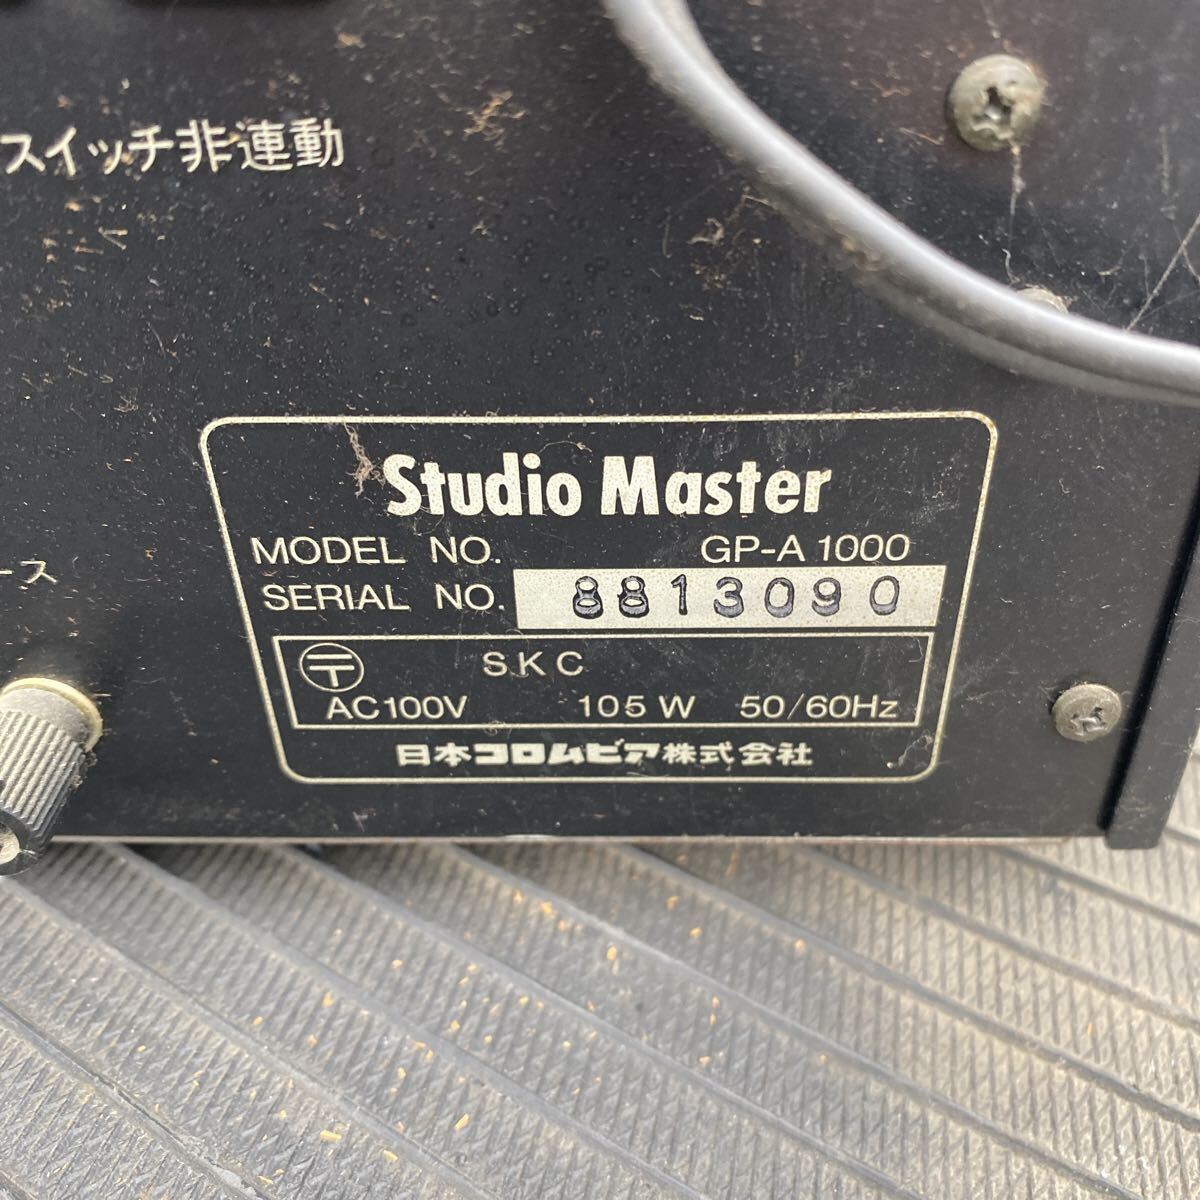 スイッチ非連動
Studio Master
MODEL NO. GP-A 1000
ース
SERIAL NO. 8813090
〒 SKC
AC100V 105W 50/60Hz
日本コロムビア株式会社